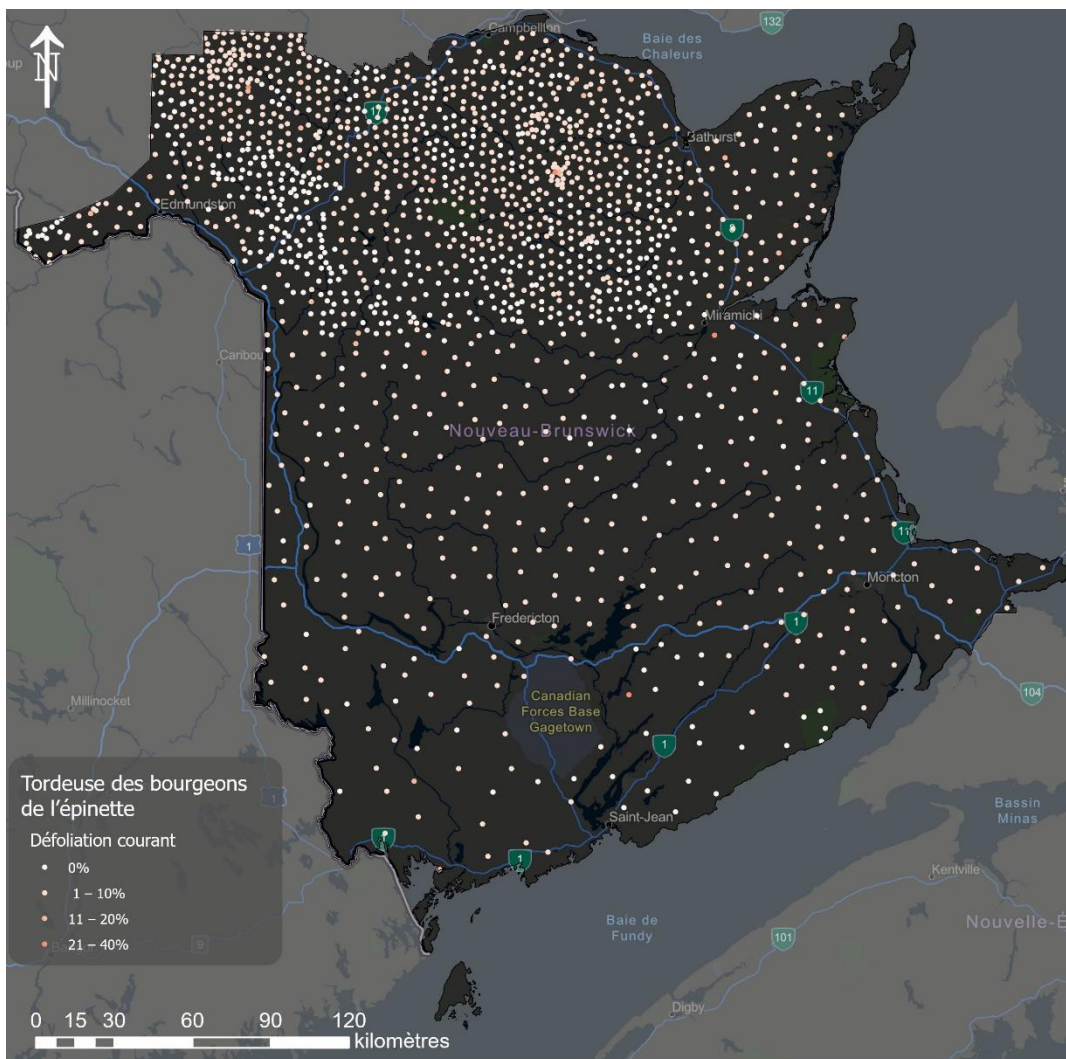 132
Campbellton
Baie des
Chaleurs
N
Bathurst
Edmundston
8
Miramichi
Caribou
11
Nouveau-Brunswick
1
11
Moncton
Fredericton
1
Canadian
Forces Base
Gagetown
104
Millinocket
1
Tordeuse des bourgeons
de l’épinette
Défoliation courant
0%
1 – 10%
11 – 20%
21 – 40%
1
Saint-Jean
Bassin
Minas
1
Kentville
Baie de
Fundy
Nouvelle-É
9
101
Digby
0 15 30 60 90 120
kilomètres